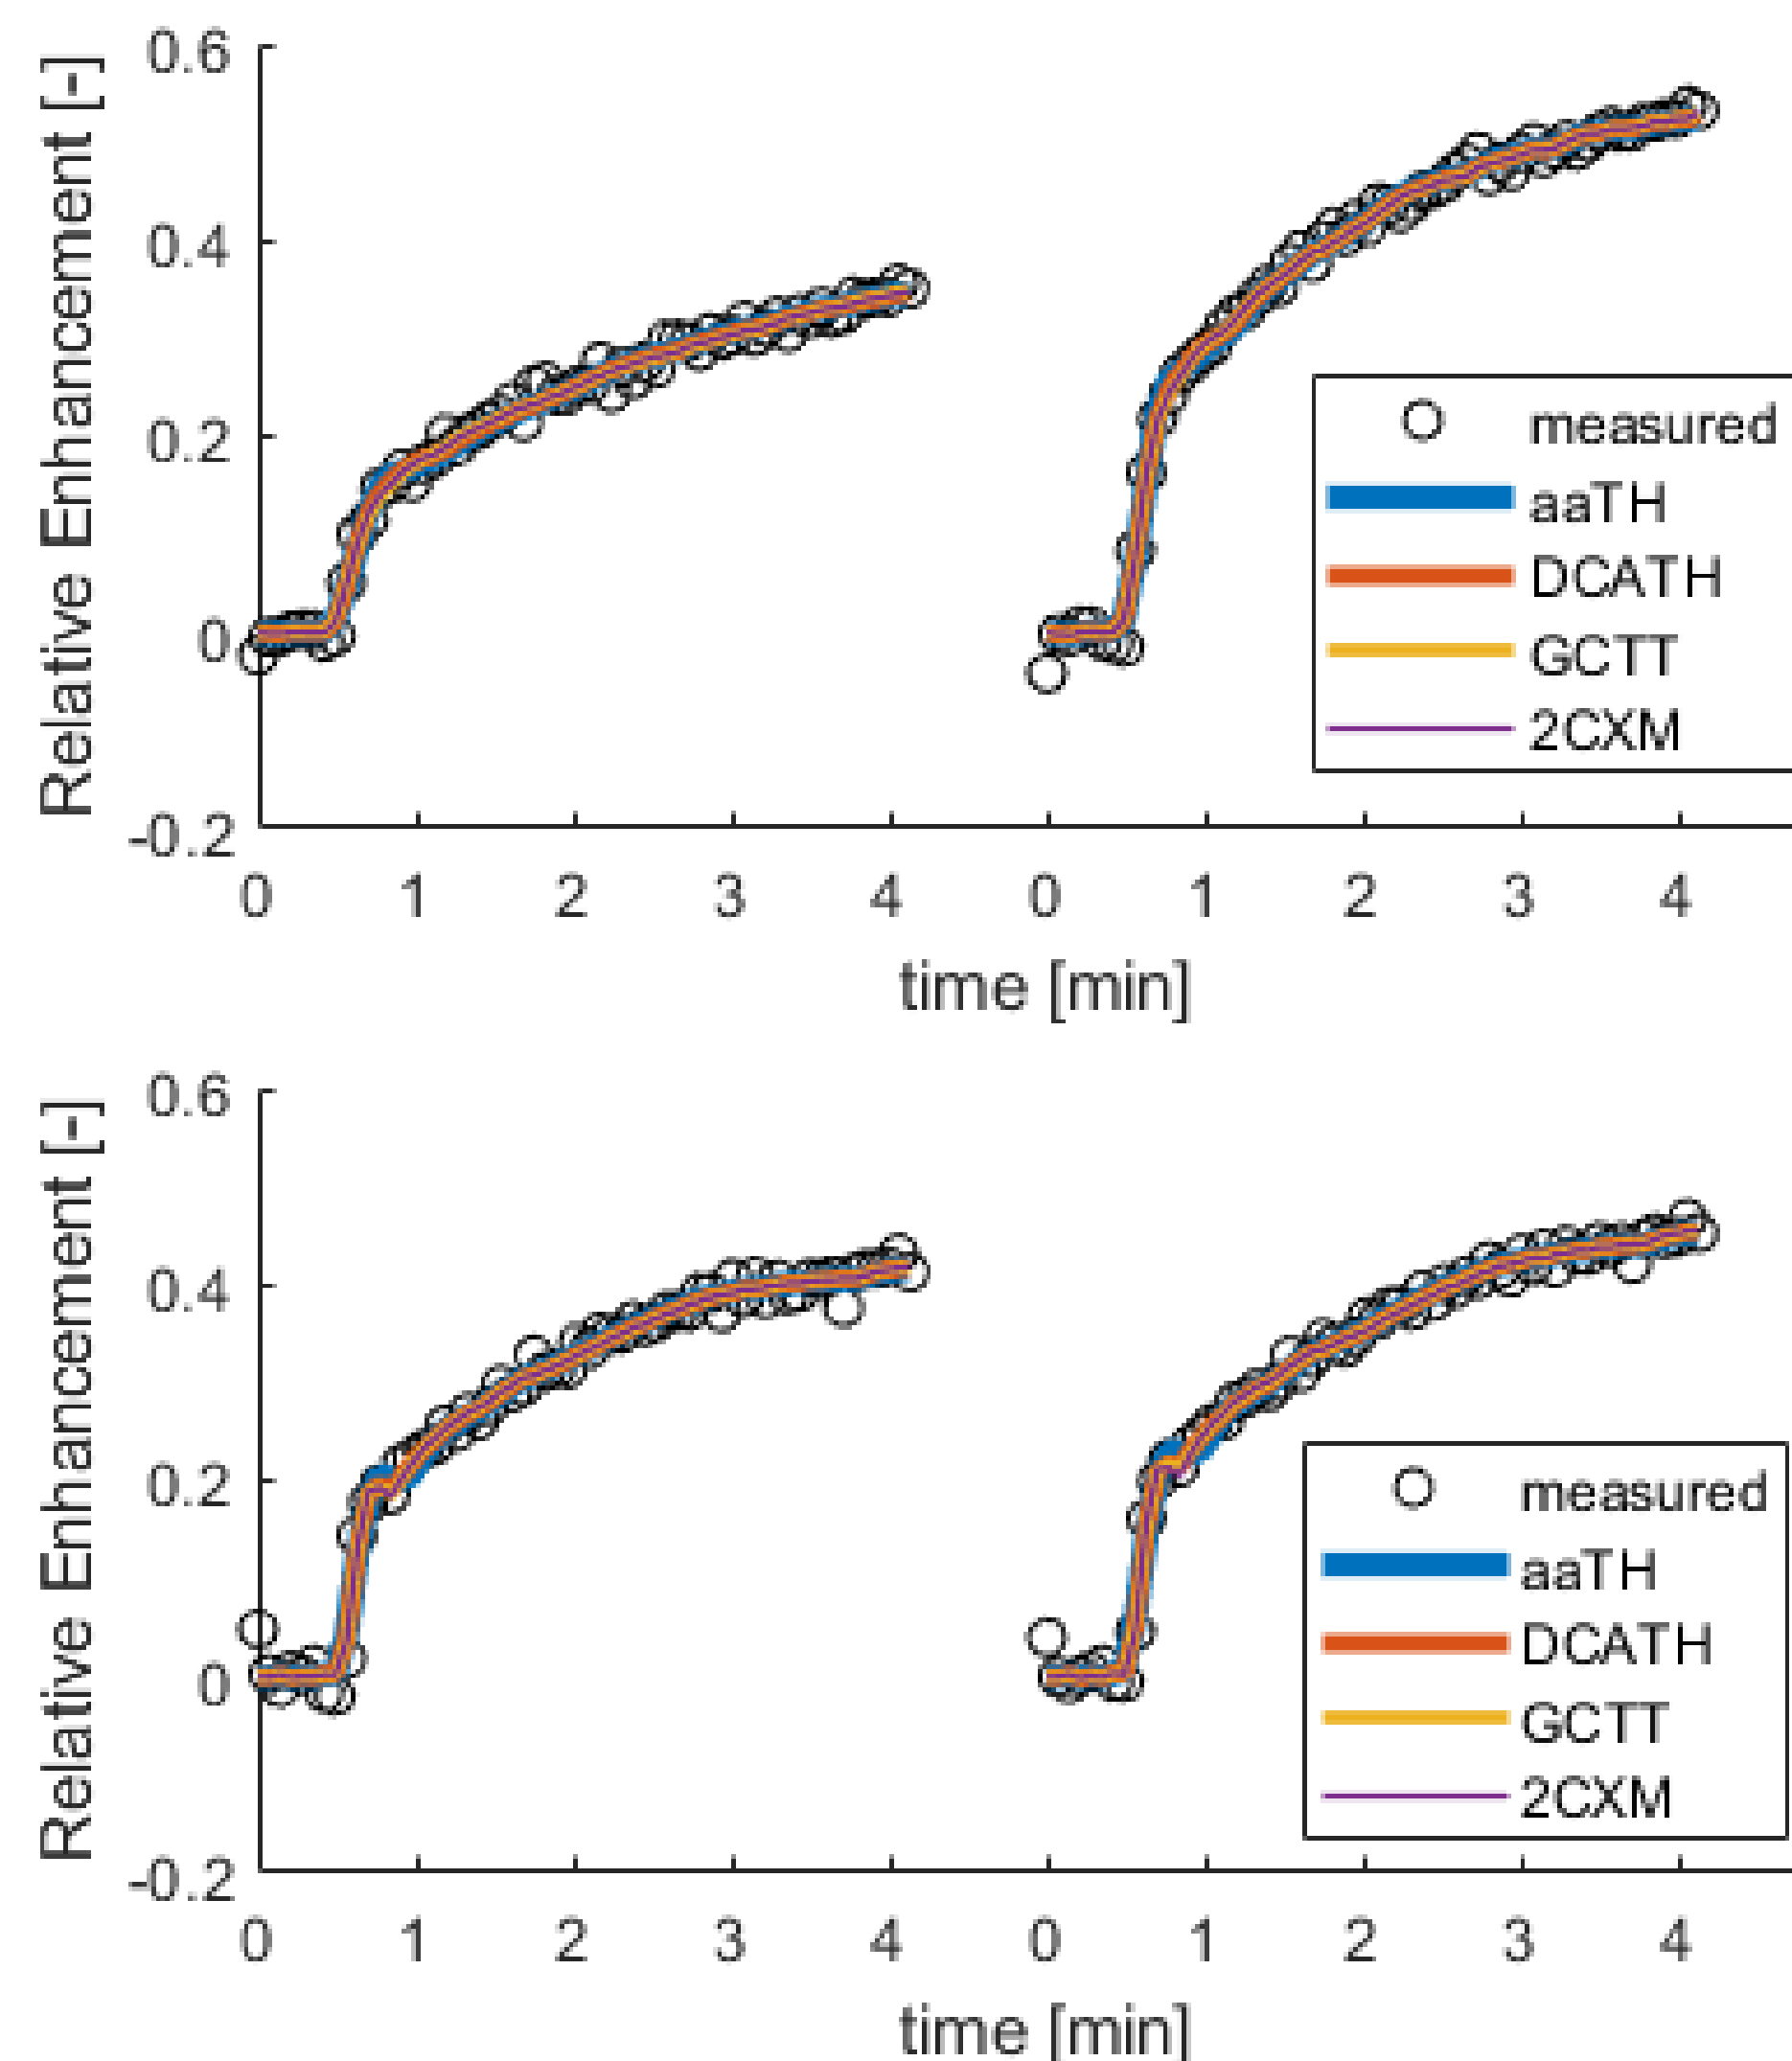 Relative Enhancement [-]
0.6
0.4
0.2
0
-0.2
measured
aaTH
DCATH
GCTT
2CXM
0 1 2 3 4 0 1 2 3 4
time [min]
Relative Enhancement [-]
0.6
0.4
0.2
0
-0.2
measured
aaTH
DCATH
GCTT
2CXM
0 1 2 3 4 0 1 2 3 4
time [min]